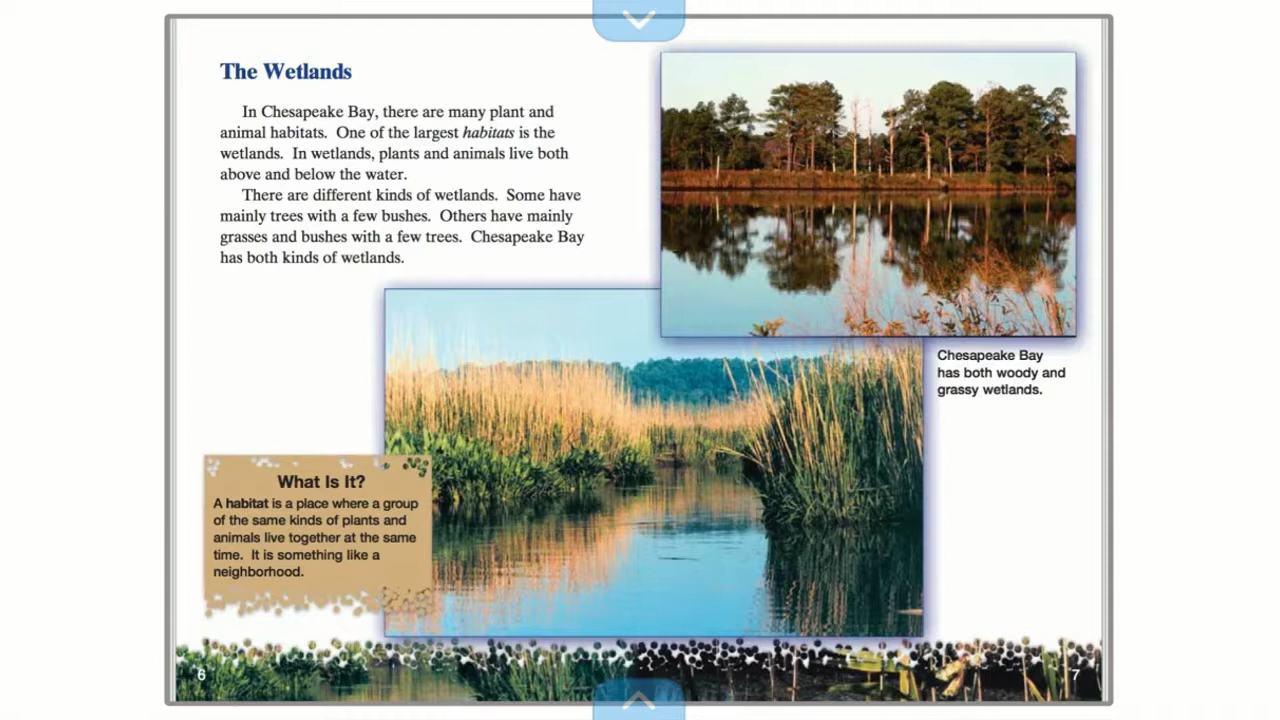 The Wetlands
In Chesapeake Bay, there are many plant and
animal habitats. One of the largest habitats is the
wetlands. In wetlands, plants and animals live both
above and below the water.
There are different kinds of wetlands. Some have
mainly trees with a few bushes. Others have mainly
grasses and bushes with a few trees. Chesapeake Bay
has both kinds of wetlands.
Chesapeake Bay
has both woody and
grassy wetlands.
What Is It?
A habitat is a place where a group
of the same kinds of plants and
animals live together at the same
time. It is something like a
neighborhood.
6
7